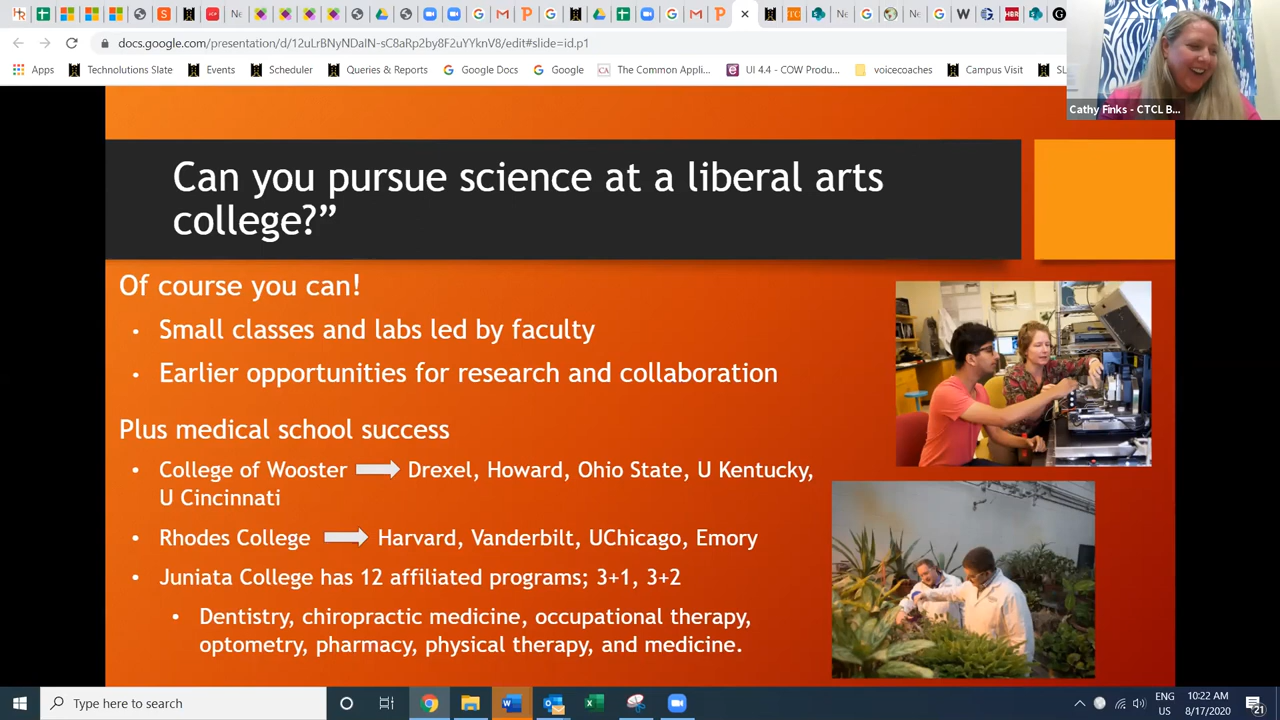 Ne
Ne
Ne
docs.google.com/presentation/d/12uLrBNyNDaIN-sC8aRp2by8F2uYYknV8/edit#slide=id.p1
Apps
Technolutions Slate
Events
Scheduler
Queries & Reports
Google Docs
Google
The Common Appli...
UI 4.4 - COW Produ...
voicecoaches
Campus Visit
Cathy Finks - CTCL B...
Can you pursue science at a liberal arts
college?”
Of course you can!
• Small classes and labs led by faculty
• Earlier opportunities for research and collaboration
Plus medical school success
• College of Wooster Drexel, Howard, Ohio State, U Kentucky,
U Cincinnati
• Rhodes College Harvard, Vanderbilt, UChicago, Emory
• Juniata College has 12 affiliated programs; 3+1, 3+2
• Dentistry, chiropractic medicine, occupational therapy,
optometry, pharmacy, physical therapy, and medicine.
Type here to search
ENG
US
10:22 AM
8/17/2020
21